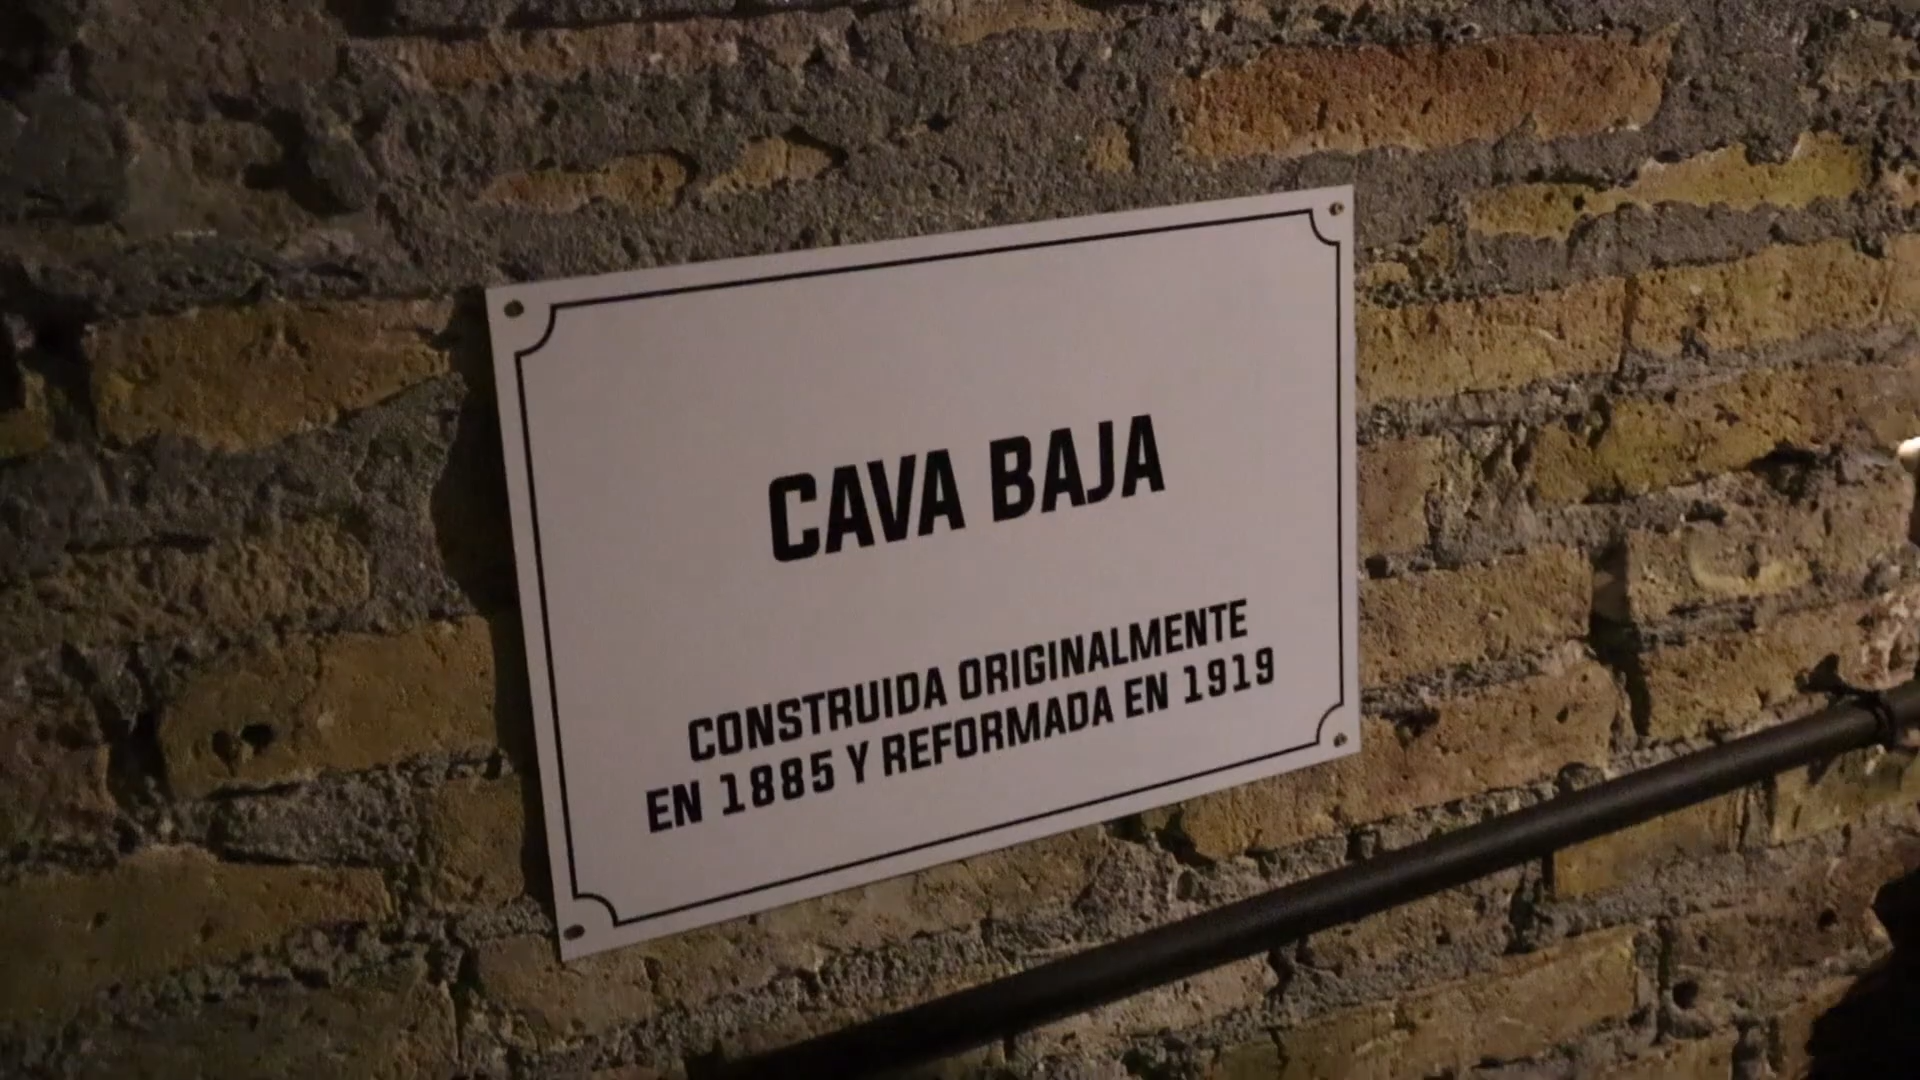 CAVA BAJA
CONSTRUIDA ORIGINALMENTE
EN 1885 Y REFORMADA EN 1919